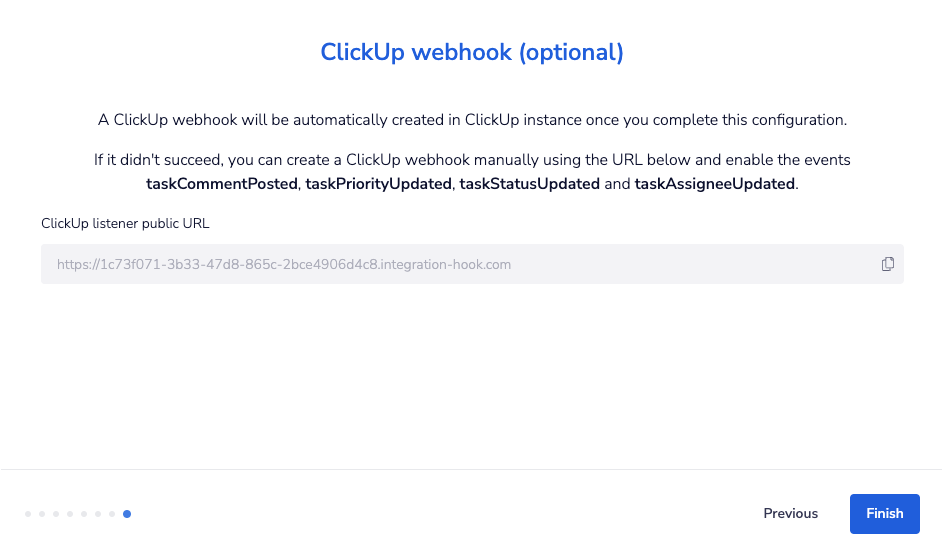 ClickUp webhook (optional)
A ClickUp webhook will be automatically created in ClickUp instance once you complete this configuration.
If it didn't succeed, you can create a ClickUp webhook manually using the URL below and enable the events
taskCommentPosted, taskPriorityUpdated, taskStatusUpdated and taskAssigneeUpdated.
ClickUp listener public URL
https://1c73f071-3b33-47d8-865c-2bce4906d4c8.integration-hook.com
Previous
Finish